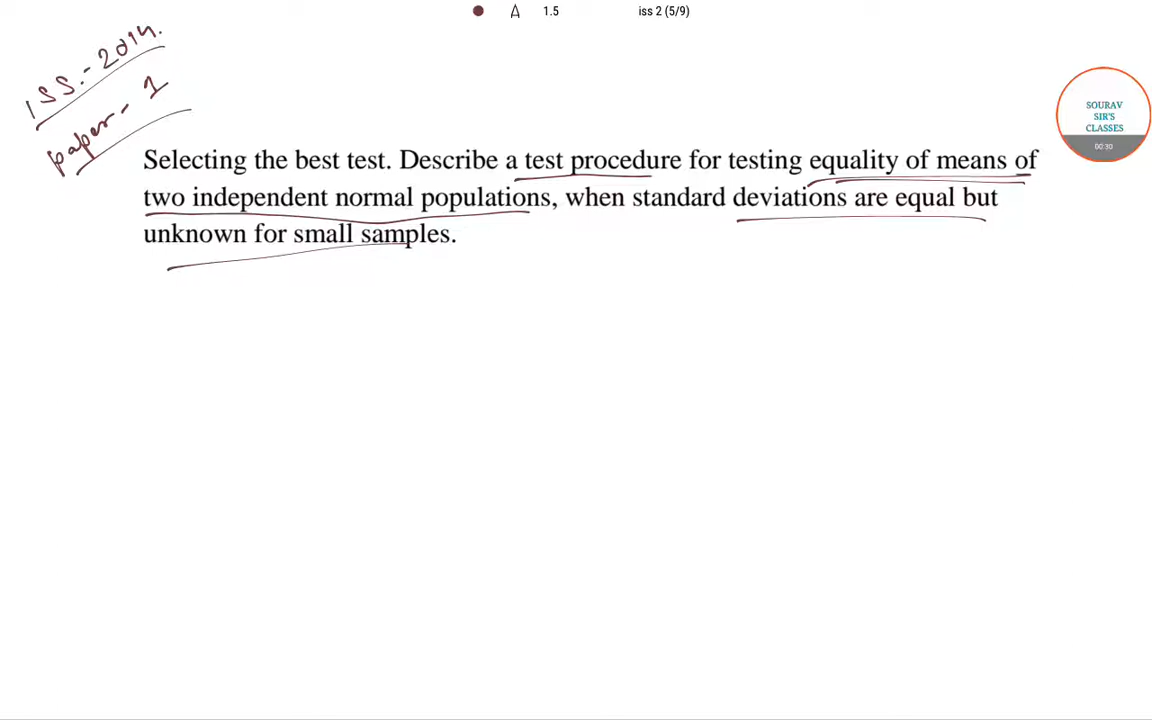 1.5
iss 2 (5/9)
ISS.- 2014.
paper- 1
SOURAV
SIR'S
CLASSES
00:30
Selecting the best test. Describe a test procedure for testing equality of means of
two independent normal populations, when standard deviations are equal but
unknown for small samples.